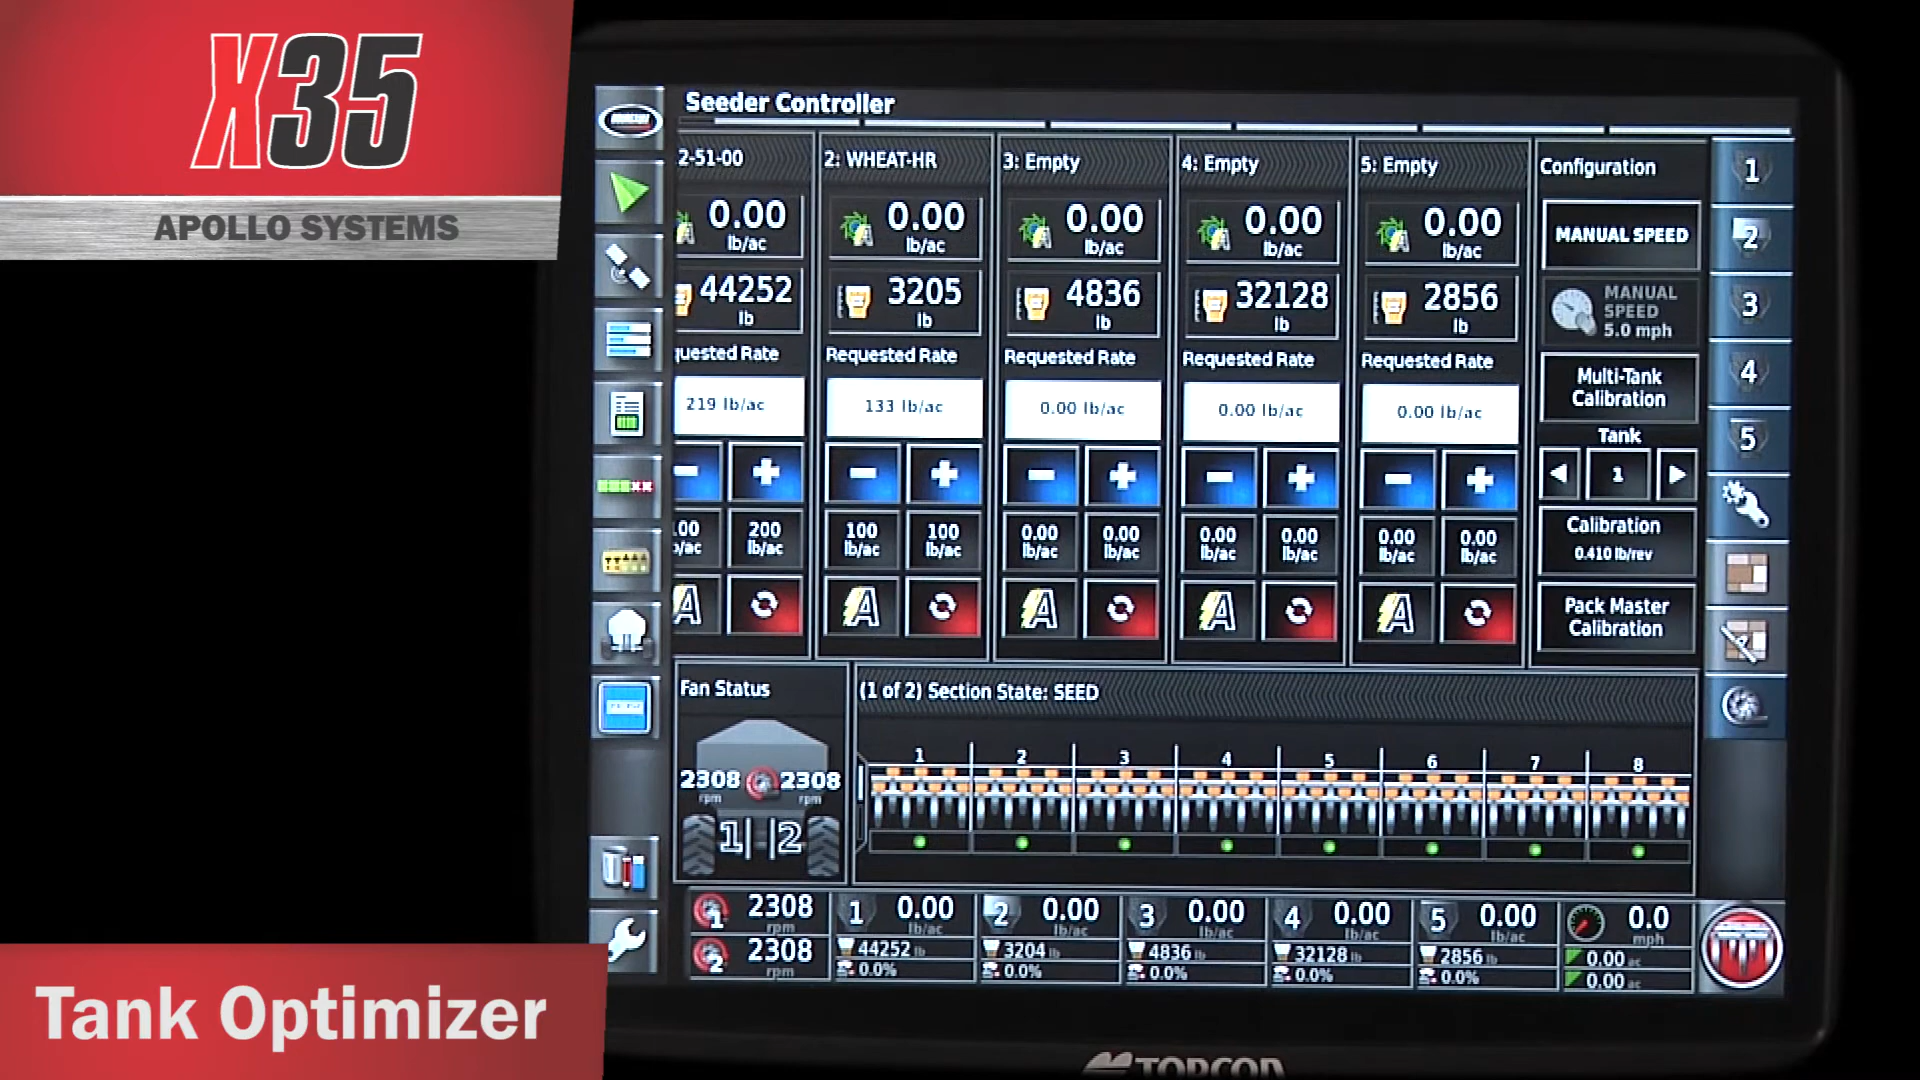 X35
APOLLO SYSTEMS
Seeder Controller
2-51-00
2: WHEAT-HR
3: Empty
4: Empty
5: Empty
Configuration
0.00
lb/ac
0.00
lb/ac
0.00
lb/ac
0.00
lb/ac
0.00
lb/ac
MANUAL SPEED
44252
lb
3205
lb
4836
lb
32128
lb
2856
lb
MANUAL
SPEED
5.0 mph
quested Rate
Requested Rate
Requested Rate
Requested Rate
Requested Rate
219 lb/ac
133 lb/ac
0.00 lb/ac
0.00 lb/ac
0.00 lb/ac
Multi-Tank
Calibration
Tank
1
200
lb/ac
100
lb/ac
100
lb/ac
0.00
lb/ac
0.00
lb/ac
0.00
lb/ac
0.00
lb/ac
0.00
lb/ac
0.00
lb/ac
Calibration
0.410 lb/rev
A
A
A
A
A
Pack Master
Calibration
1
2
3
4
5
Fan Status
2308
rpm
2308
rpm
1 2
(1 of 2) Section State: SEED
1 2 3 4 5 6 7 8
1 2308
rpm
2 2308
rpm
1 0.00
lb/ac
44252 lb
0.0%
2 0.00
lb/ac
3204 lb
0.0%
3 0.00
lb/ac
4836 lb
0.0%
4 0.00
lb/ac
32128 lb
0.0%
5 0.00
lb/ac
2856 lb
0.0%
0.0
mph
0.00 ac
0.00 ac
Tank Optimizer
TOPCON